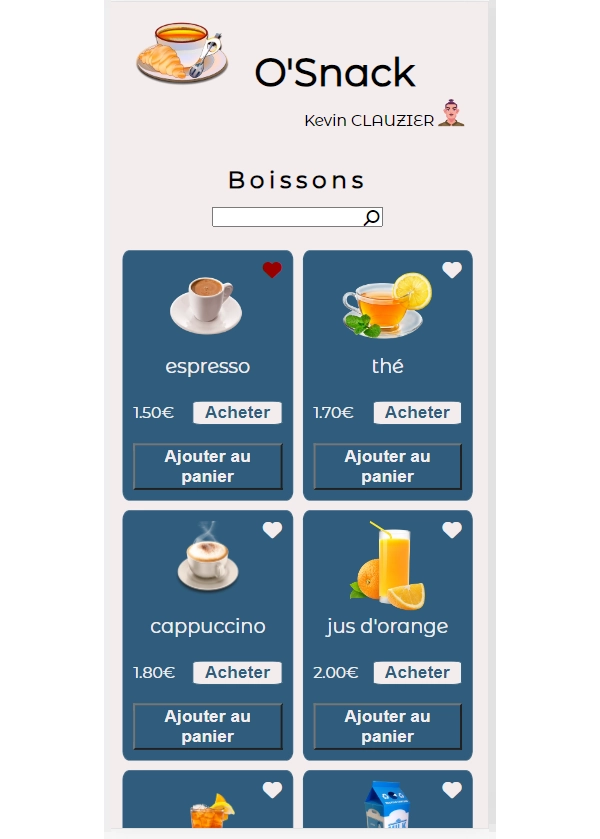 O'Snack
Kevin CLAUZIER
Boissons
espresso
thé
1.50€ Acheter
1.70€ Acheter
Ajouter au
panier
Ajouter au
panier
cappuccino
jus d'orange
1.80€ Acheter
2.00€ Acheter
Ajouter au
panier
Ajouter au
panier